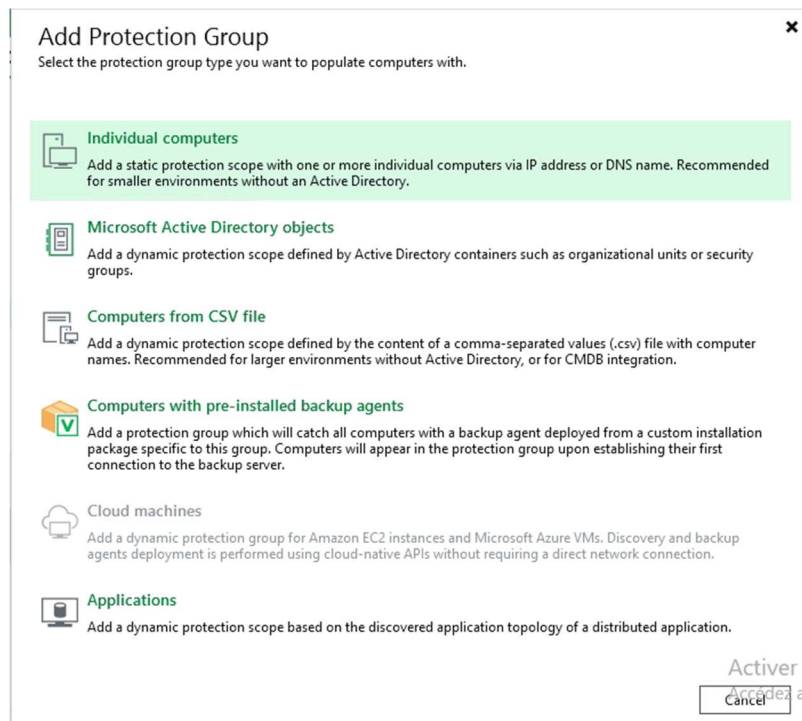 Add Protection Group
Select the protection group type you want to populate computers with.
Individual computers
Add a static protection scope with one or more individual computers via IP address or DNS name. Recommended
for smaller environments without an Active Directory.
Microsoft Active Directory objects
Add a dynamic protection scope defined by Active Directory containers such as organizational units or security
groups.
Computers from CSV file
Add a dynamic protection scope defined by the content of a comma-separated values (.csv) file with computer
names. Recommended for larger environments without Active Directory, or for CMDB integration.
Computers with pre-installed backup agents
Add a protection group which will catch all computers with a backup agent deployed from a custom installation
package specific to this group. Computers will appear in the protection group upon establishing their first
connection to the backup server.
Cloud machines
Add a dynamic protection group for Amazon EC2 instances and Microsoft Azure VMs. Discovery and backup
agents deployment is performed using cloud-native APIs without requiring a direct network connection.
Applications
Add a dynamic protection scope based on the discovered application topology of a distributed application.
Activer
Accédez a
Cancel